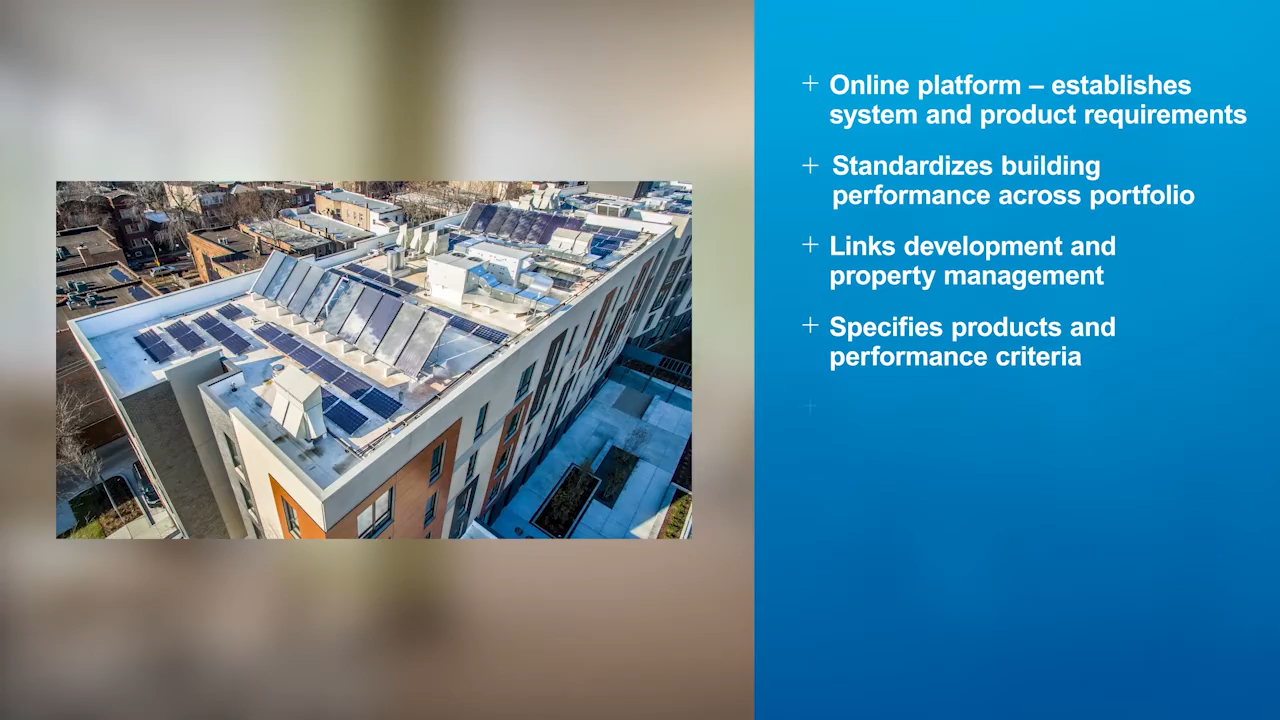 + Online platform – establishes
system and product requirements
+ Standardizes building
performance across portfolio
+ Links development and
property management
+ Specifies products and
performance criteria
+